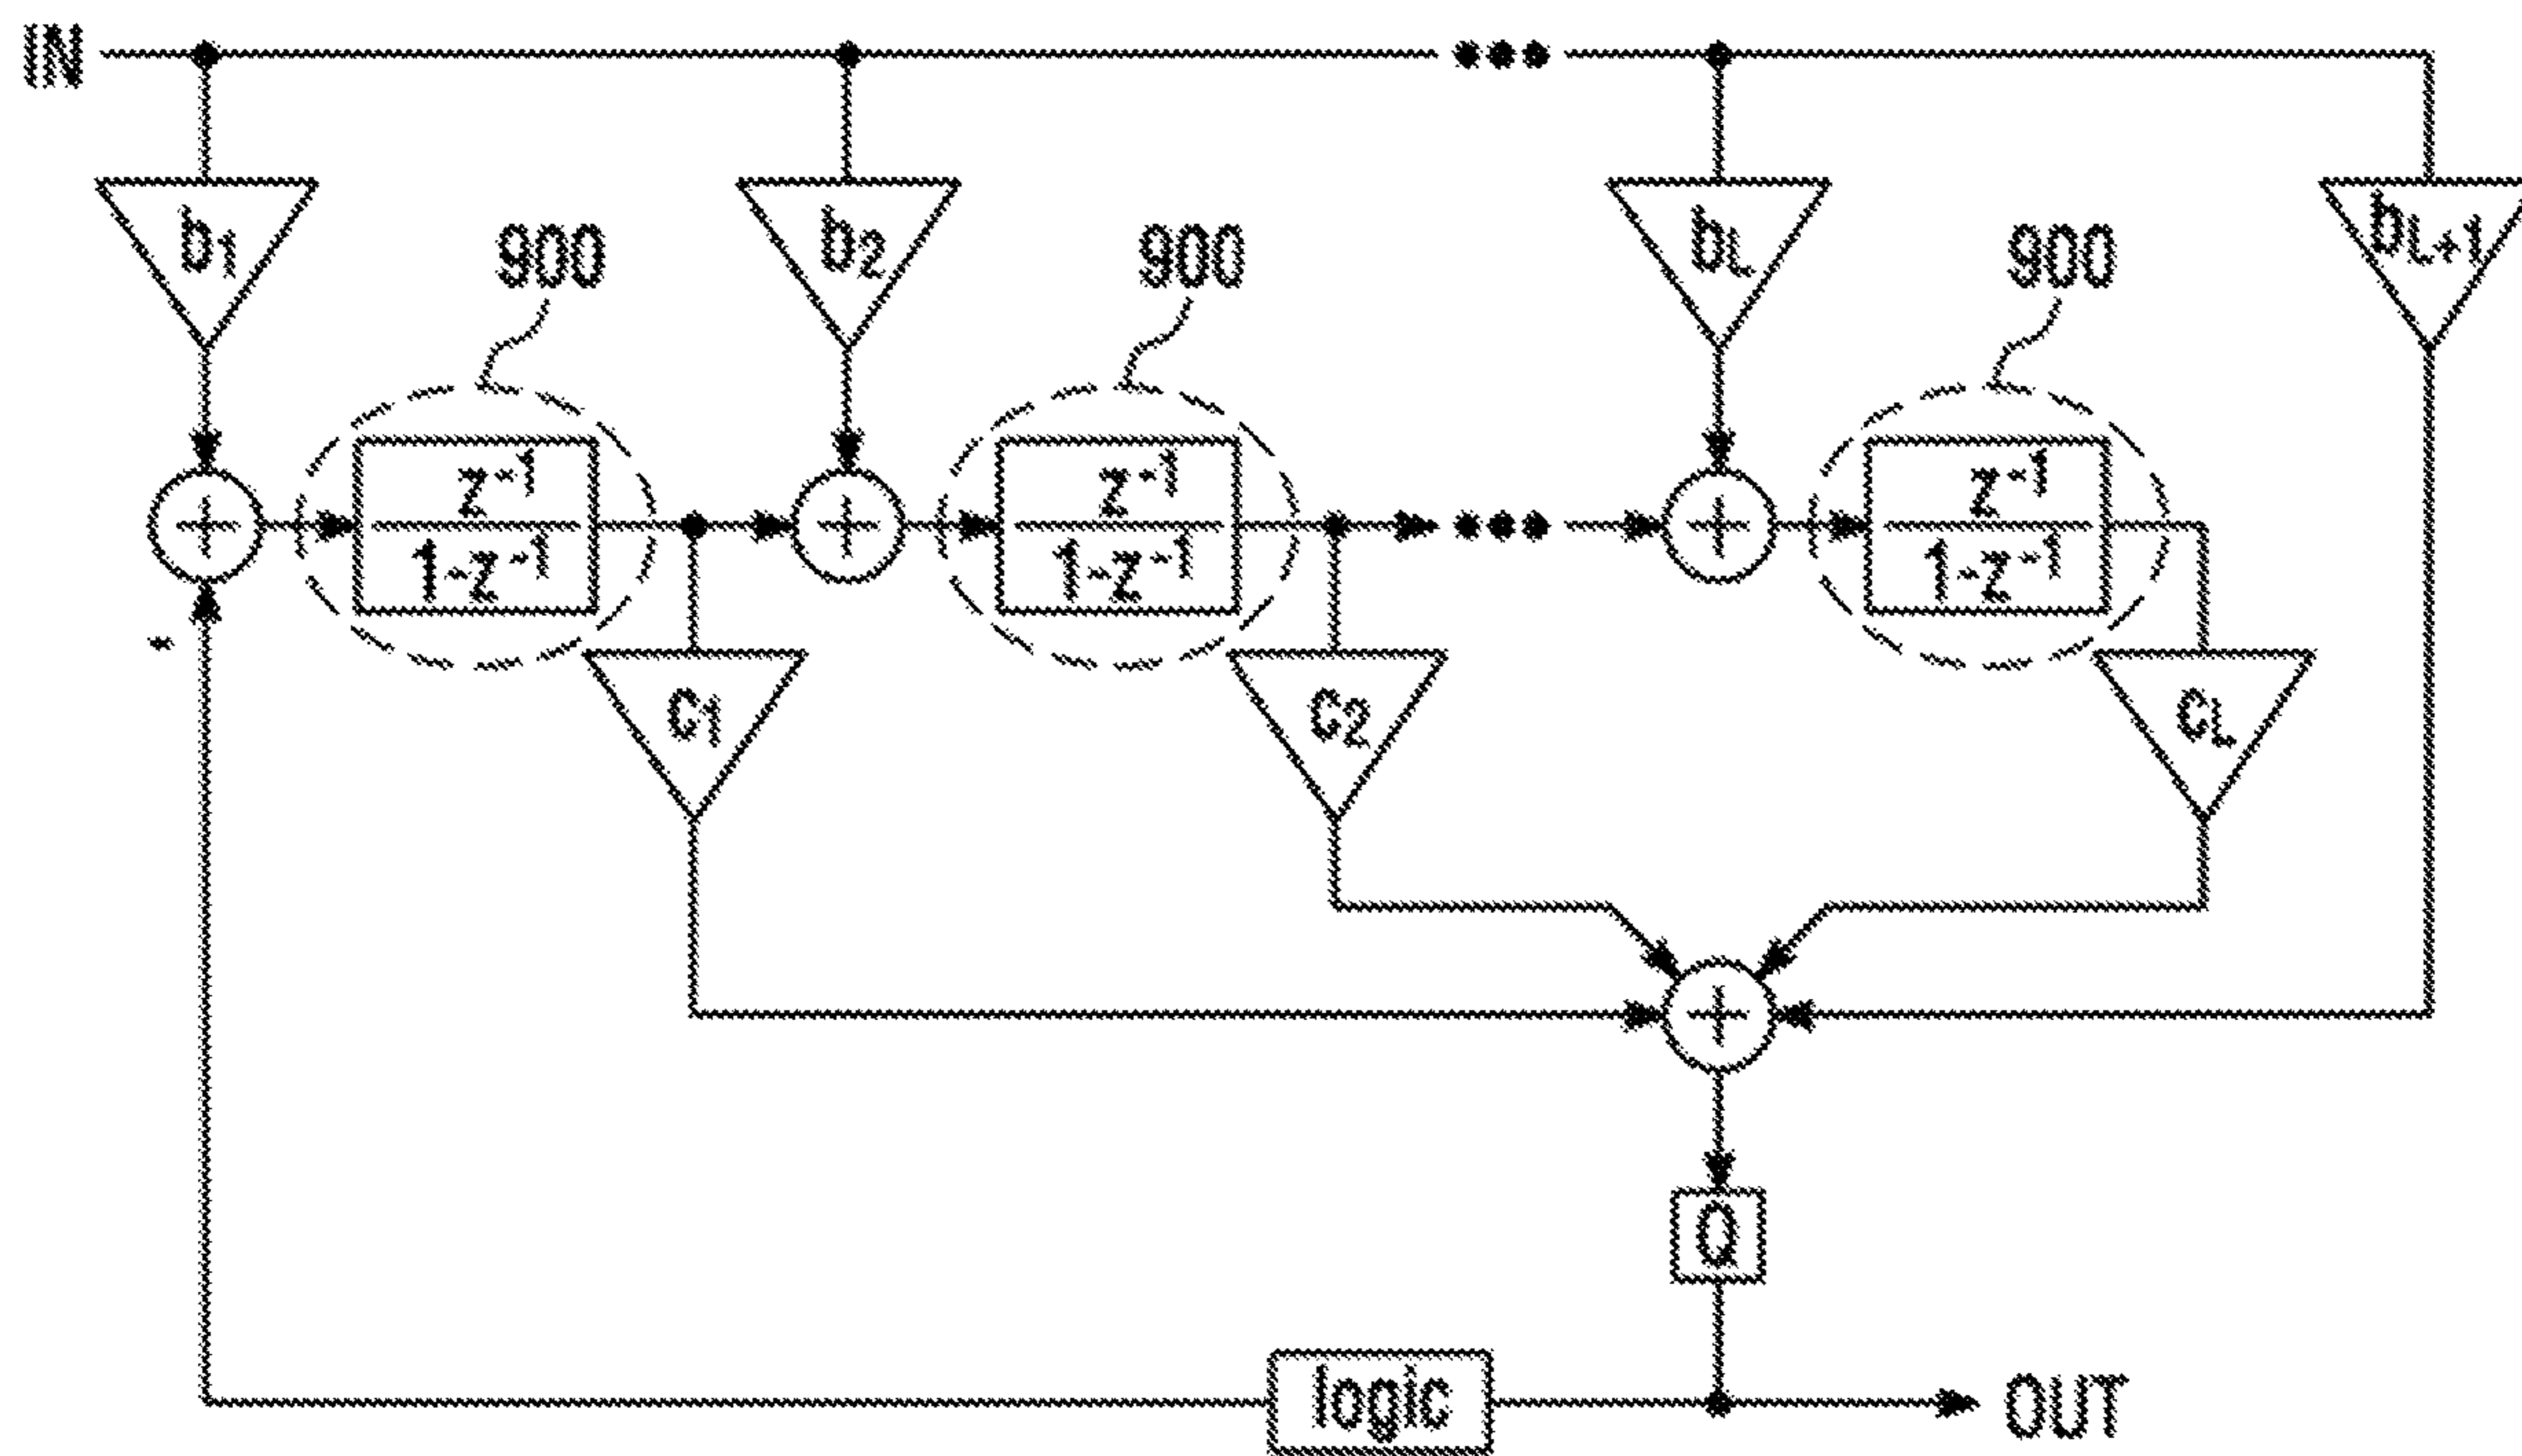 IN
b1 b2 bL bL+1
900 900 900
+ z-1 + z-1 + z-1
1-z-1 1-z-1 1-z-1
-
c1 c2 cL
+
Q
logic OUT